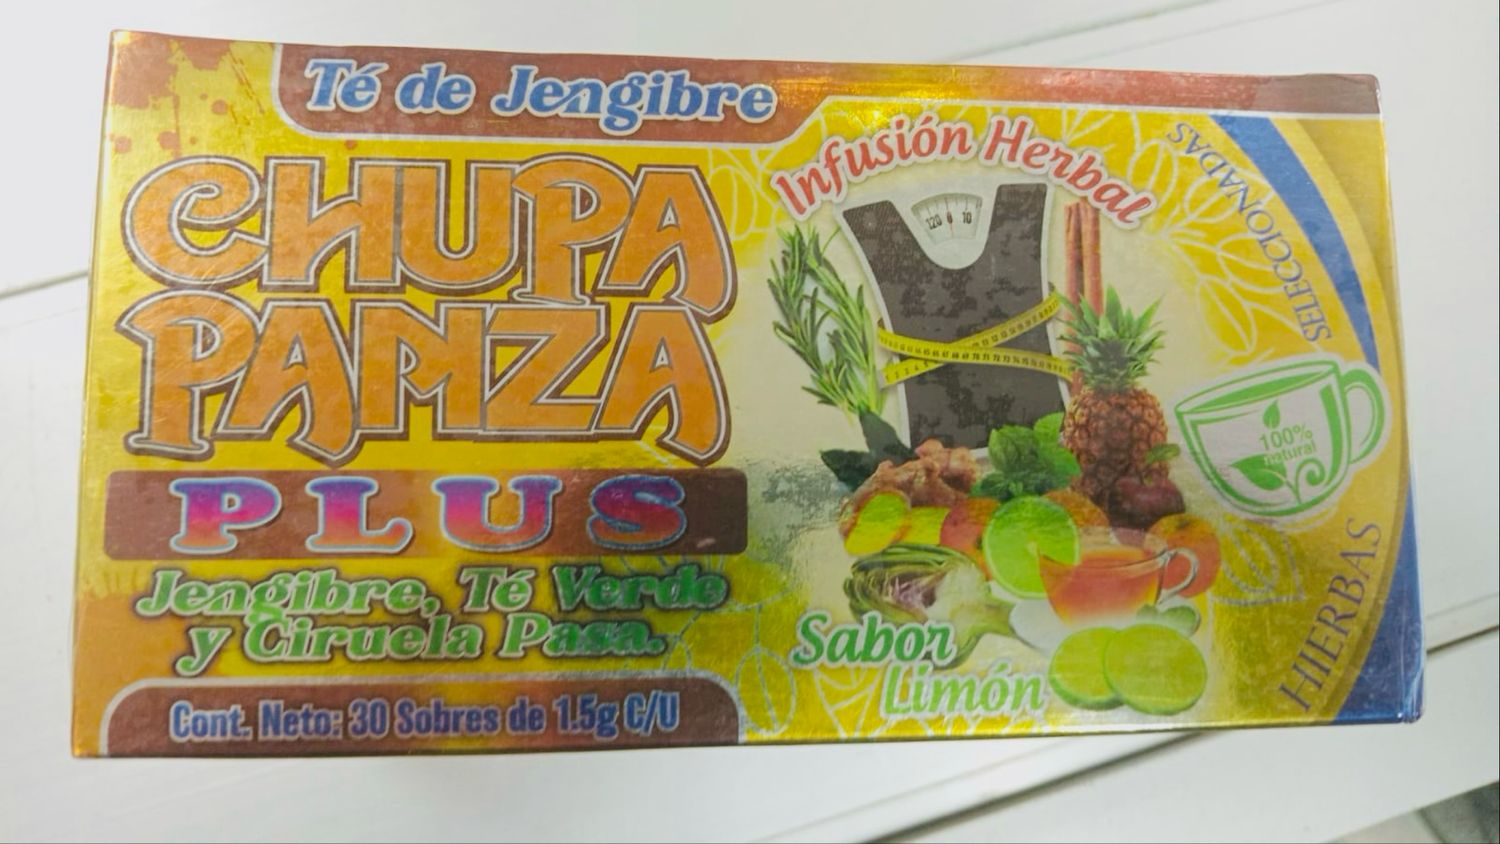 Té de Jengibre
CHUPA
PANZA
PLUS
Jengibre, Té Verde
y Ciruela Pasa.
Cont. Neto: 30 Sobres de 1.5g C/U
Infusión Herbal
120 0 10
Sabor
Limón
100%
natural
HIERBAS SELECCIONADAS